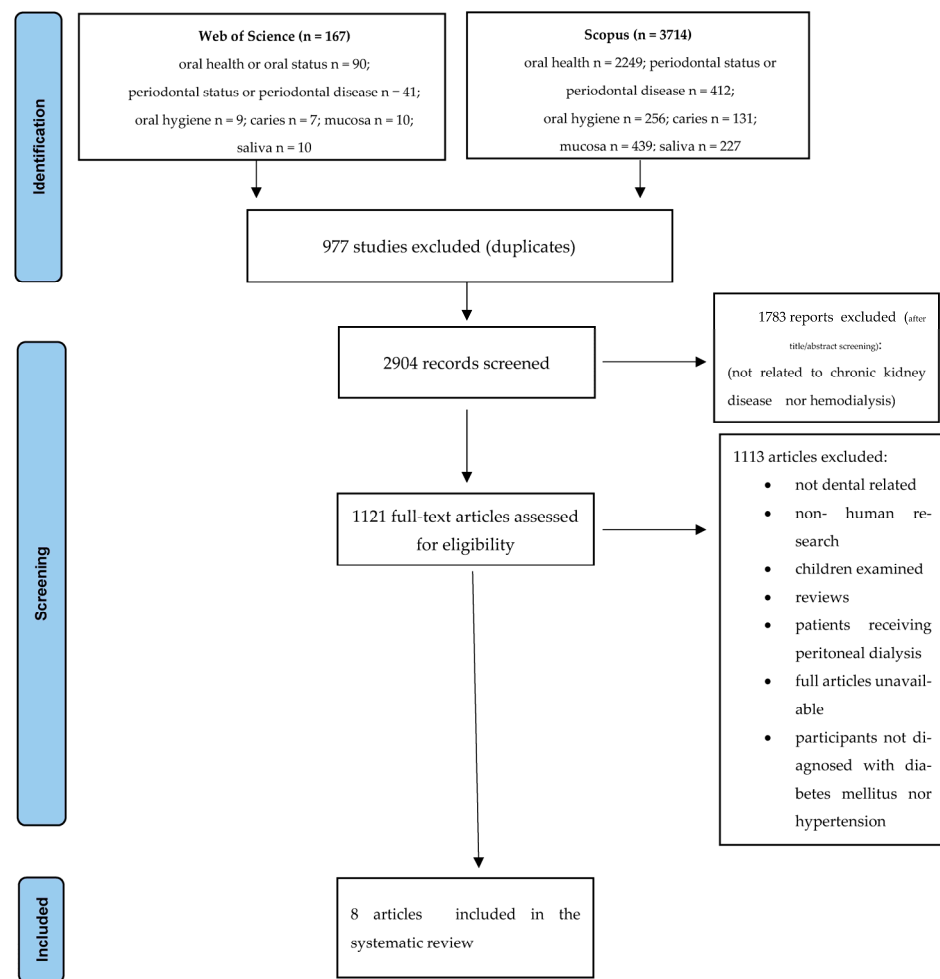 Identification
Web of Science (n = 167)
oral health or oral status n = 90;
periodontal status or periodontal disease n − 41;
oral hygiene n = 9; caries n = 7; mucosa n = 10;
saliva n = 10
Scopus (n = 3714)
oral health n = 2249; periodontal status or
periodontal disease n = 412;
oral hygiene n = 256; caries n = 131;
mucosa n = 439; saliva n = 227
977 studies excluded (duplicates)
Screening
2904 records screened
1783 reports excluded (after
title/abstract screening):
(not related to chronic kidney
disease nor hemodialysis)
1121 full-text articles assessed
for eligibility
1113 articles excluded:
• not dental related
• non- human re-
search
• children examined
• reviews
• patients receiving
peritoneal dialysis
• full articles unavail-
able
• participants not di-
agnosed with dia-
betes mellitus nor
hypertension
Included
8 articles included in the
systematic review